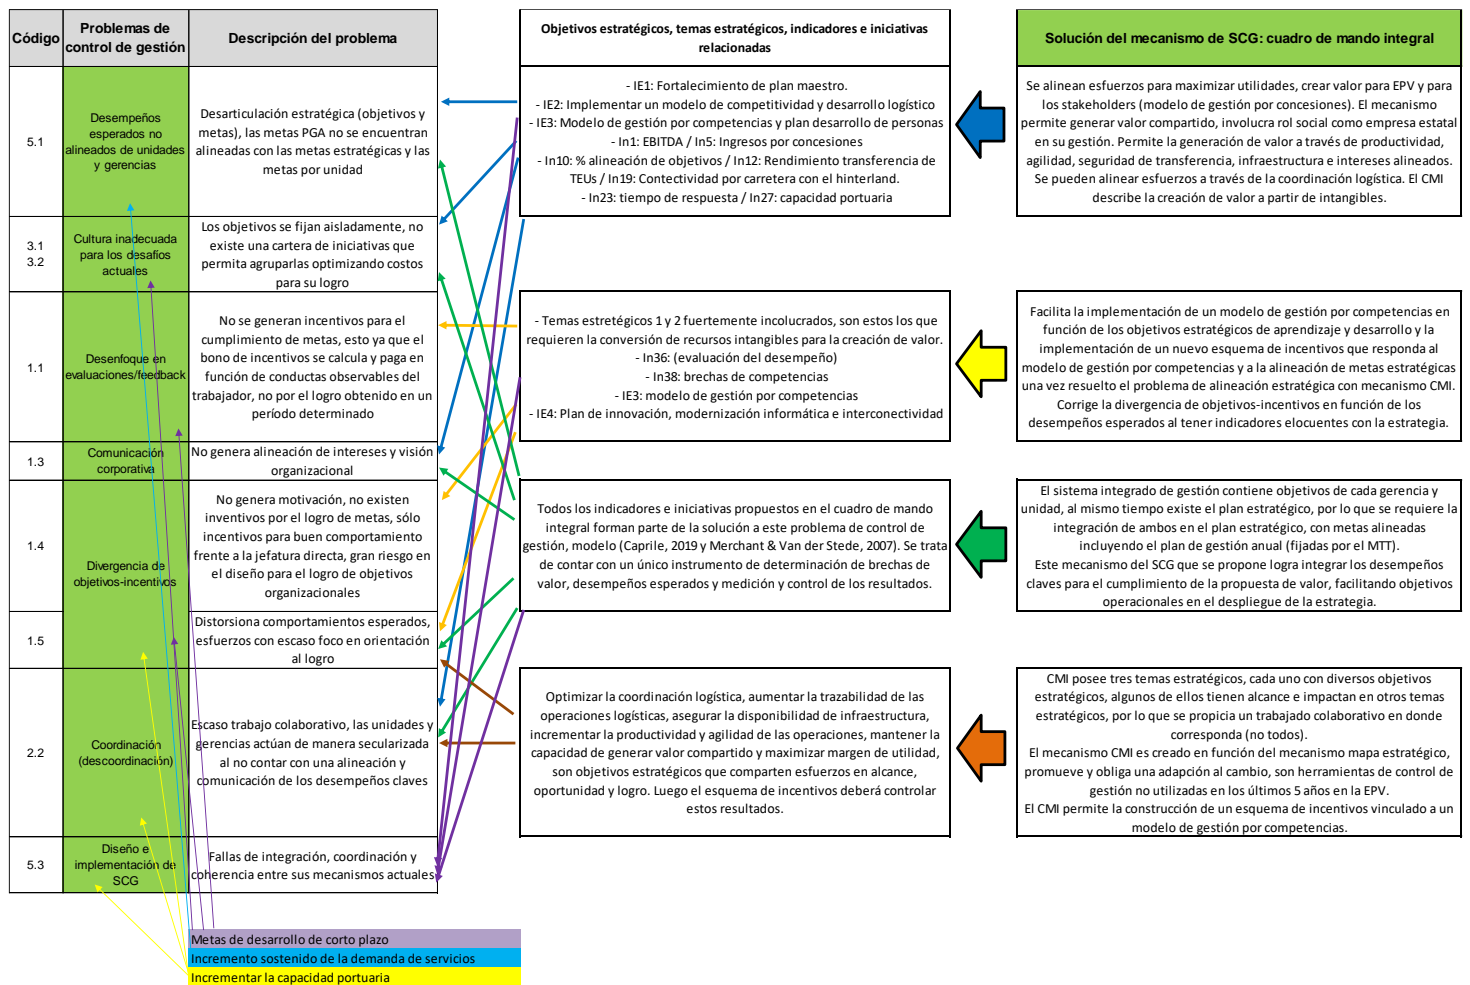 Código
Problemas de
control de gestión
Descripción del problema
5.1
Desempeños
esperados no
alineados de unidades
y gerencias
Desarticulación estratégica (objetivos y
metas), las metas PGA no se encuentran
alineadas con las metas estratégicas y las
metas por unidad
3.1
3.2
Cultura inadecuada
para los desafíos
actuales
Los objetivos se fijan aisladamente, no
existe una cartera de iniciativas que
permita agruparlas optimizando costos
para su logro
1.1
Desenfoque en
evaluaciones/feedback
No se generan incentivos para el
cumplimiento de metas, esto ya que el
bono de incentivos se calcula y paga en
función de conductas observables del
trabajador, no por el logro obtenido en un
período determinado
1.3
Comunicación
corporativa
No genera alineación de intereses y visión
organizacional
1.4
Divergencia de
objetivos-incentivos
No genera motivación, no existen
inventivos por el logro de metas, sólo
incentivos para buen comportamiento
frente a la jefatura directa, gran riesgo en
el diseño para el logro de objetivos
organizacionales
1.5
Distorsiona comportamientos esperados,
esfuerzos con escaso foco en orientación
al logro
2.2
Coordinación
(descoordinación)
Escaso trabajo colaborativo, las unidades y
gerencias actúan de manera secularizada
al no contar con una alineación y
comunicación de los desempeños claves
5.3
Diseño e
implementación de
SCG
Fallas de integración, coordinación y
coherencia entre sus mecanismos actuales
Metas de desarrollo de corto plazo
Incremento sostenido de la demanda de servicios
Incrementar la capacidad portuaria
Objetivos estratégicos, temas estratégicos, indicadores e iniciativas
relacionadas
- IE1: Fortalecimiento de plan maestro.
- IE2: Implementar un modelo de competitividad y desarrollo logístico
- IE3: Modelo de gestión por competencias y plan desarrollo de personas
- In1: EBITDA / In5: Ingresos por concesiones
- In10: % alineación de objetivos / In12: Rendimiento transferencia de
TEUs / In19: Contectividad por carretera con el hinterland.
- In23: tiempo de respuesta / In27: capacidad portuaria
- Temas estretégicos 1 y 2 fuertemente incolucrados, son estos los que
requieren la conversión de recursos intangibles para la creación de valor.
- In36: (evaluación del desempeño)
- In38: brechas de competencias
- IE3: modelo de gestión por competencias
- IE4: Plan de innovación, modernización informática e interconectividad
Todos los indicadores e iniciativas propuestos en el cuadro de mando
integral forman parte de la solución a este problema de control de
gestión, modelo (Caprile, 2019 y Merchant & Van der Stede, 2007). Se trata
de contar con un único instrumento de determinación de brechas de
valor, desempeños esperados y medición y control de los resultados.
Optimizar la coordinación logística, aumentar la trazabilidad de las
operaciones logísticas, asegurar la disponibilidad de infraestructura,
incrementar la productividad y agilidad de las operaciones, mantener la
capacidad de generar valor compartido y maximizar margen de utilidad,
son objetivos estratégicos que comparten esfuerzos en alcance,
oportunidad y logro. Luego el esquema de incentivos deberá controlar
estos resultados.
Solución del mecanismo de SCG: cuadro de mando integral
Se alinean esfuerzos para maximizar utilidades, crear valor para EPV y para
los stakeholders (modelo de gestión por concesiones). El mecanismo
permite generar valor compartido, involucra rol social como empresa estatal
en su gestión. Permite la generación de valor a través de productividad,
agilidad, seguridad de transferencia, infraestructura e intereses alineados.
Se pueden alinear esfuerzos a través de la coordinación logística. El CMI
describe la creación de valor a partir de intangibles.
Facilita la implementación de un modelo de gestión por competencias en
función de los objetivos estratégicos de aprendizaje y desarrollo y la
implementación de un nuevo esquema de incentivos que responda al
modelo de gestión por competencias y a la alineación de metas estratégicas
una vez resuelto el problema de alineación estratégica con mecanismo CMI.
Corrige la divergencia de objetivos-incentivos en función de los
desempeños esperados al tener indicadores elocuentes con la estrategia.
El sistema integrado de gestión contiene objetivos de cada gerencia y
unidad, al mismo tiempo existe el plan estratégico, por lo que se requiere la
integración de ambos en el plan estratégico, con metas alineadas
incluyendo el plan de gestión anual (fijadas por el MTT).
Este mecanismo del SCG que se propone logra integrar los desempeños
claves para el cumplimiento de la propuesta de valor, facilitando objetivos
operacionales en el despliegue de la estrategia.
CMI posee tres temas estratégicos, cada uno con diversos objetivos
estratégicos, algunos de ellos tienen alcance e impactan en otros temas
estratégicos, por lo que se propicia un trabajado colaborativo en donde
corresponda (no todos).
El mecanismo CMI es creado en función del mecanismo mapa estratégico,
promueve y obliga una adapción al cambio, son herramientas de control de
gestión no utilizadas en los últimos 5 años en la EPV.
El CMI permite la construcción de un esquema de incentivos vinculado a un
modelo de gestión por competencias.